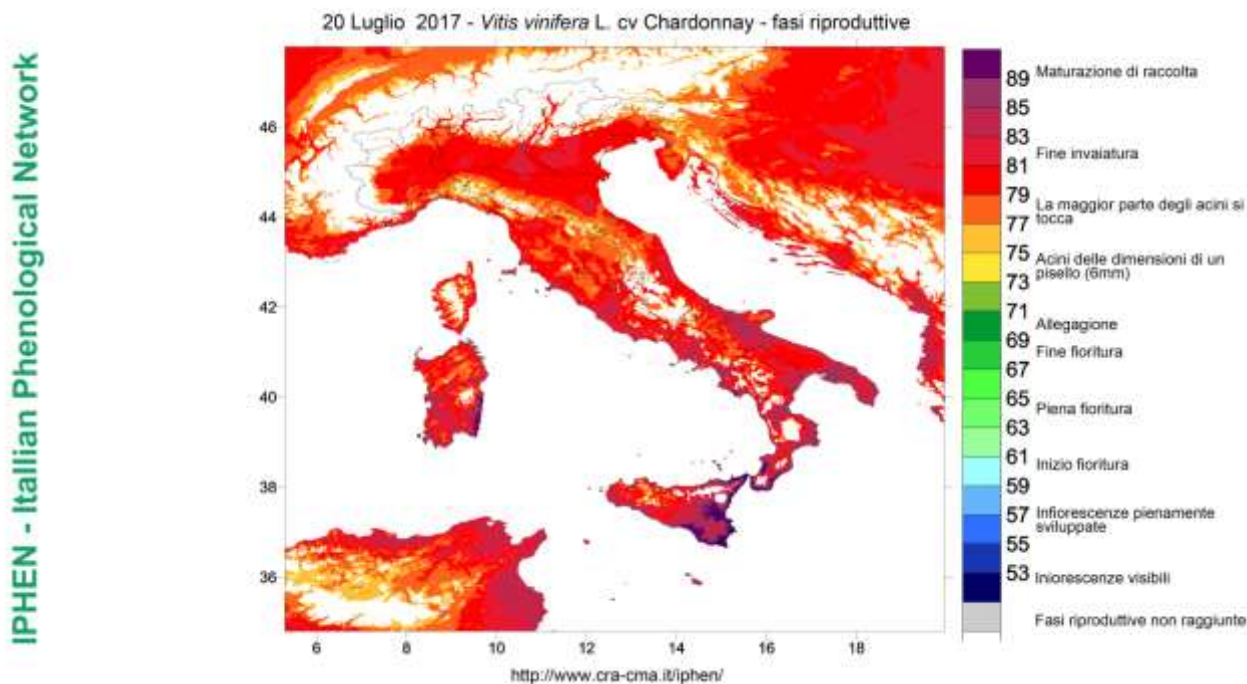 20 Luglio 2017 - Vitis vinifera L. cv Chardonnay - fasi riproduttive
IPHEN - Itallian Phenological Network
46
44
42
40
38
36
6
8
10
12
14
16
18
http://www.cra-cma.it/iphen/
89
85
83
81
79
77
75
73
71
69
67
65
63
61
59
57
55
53
Maturazione di raccolta
Fine invaiatura
La maggior parte degli acini si
tocca
Acini delle dimensioni di un
pisello (6mm)
Allegagione
Fine fioritura
Piena fioritura
Inizio fioritura
Infiorescenze pienamente
sviluppate
Iniorescenze visibili
Fasi riproduttive non raggiunte